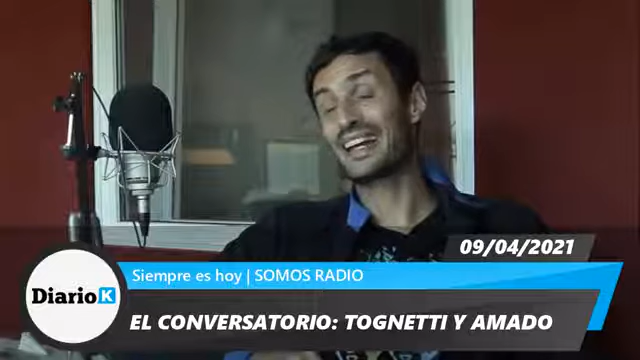 09/04/2021
Siempre es hoy | SOMOS RADIO
Diario K
EL CONVERSATORIO: TOGNETTI Y AMADO